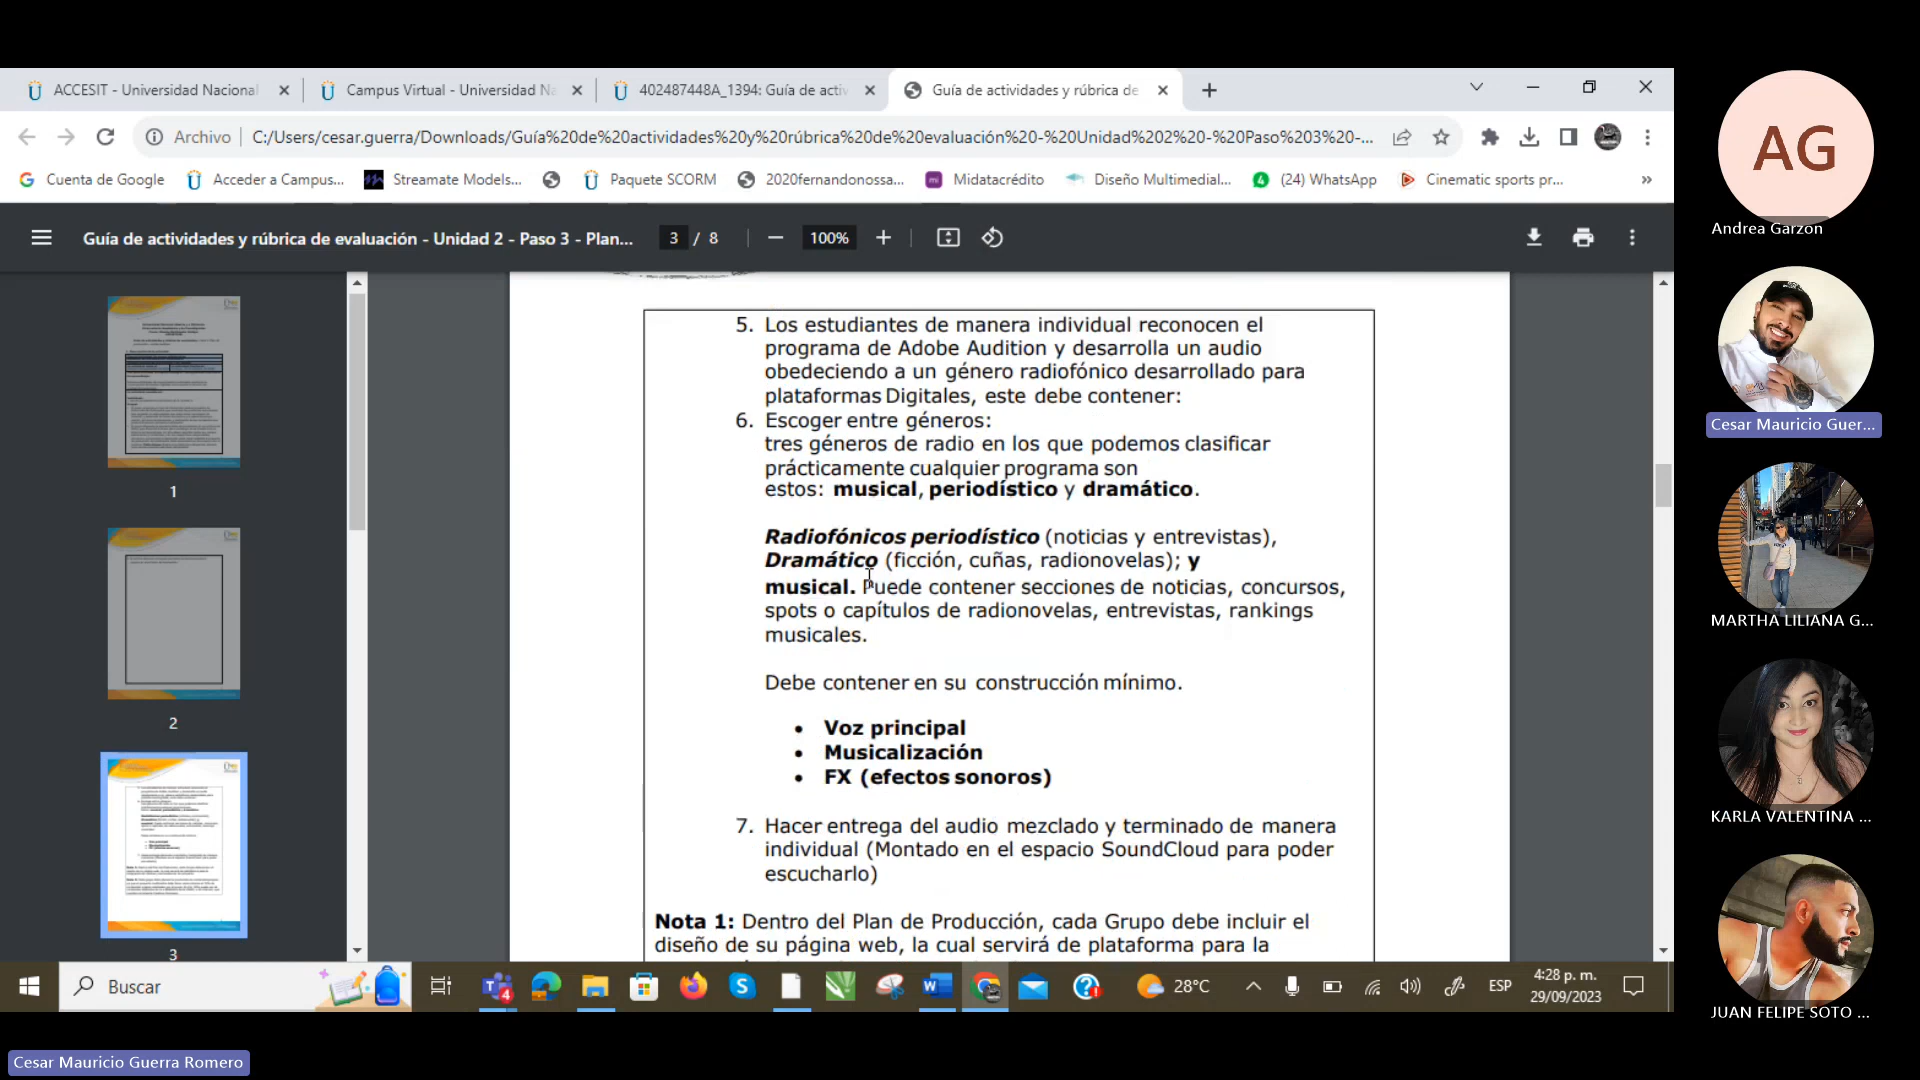 ACCESIT - Universidad Nacional
Campus Virtual - Universidad Na
402487448A_1394: Guía de activ
Guía de actividades y rúbrica de
Archivo
C:/Users/cesar.guerra/Downloads/Guía%20de%20actividades%20y%20rúbrica%20de%20evaluación%20-%20Unidad%202%20-%20Paso%203%20-...
Cuenta de Google
Acceder a Campus...
Streamate Models...
Paquete SCORM
2020fernandonossa...
Midatacrédito
Diseño Multimedial...
(24) WhatsApp
Cinematic sports pr...
»
Guía de actividades y rúbrica de evaluación - Unidad 2 - Paso 3 - Plan...
3 / 8
100%
1
2
3
5. Los estudiantes de manera individual reconocen el
programa de Adobe Audition y desarrolla un audio
obedeciendo a un género radiofónico desarrollado para
plataformas Digitales, este debe contener:
6. Escoger entre géneros:
tres géneros de radio en los que podemos clasificar
prácticamente cualquier programa son
estos: musical, periodístico y dramático.
Radiofónicos periodístico (noticias y entrevistas),
Dramático (ficción, cuñas, radionovelas); y
musical. Puede contener secciones de noticias, concursos,
spots o capítulos de radionovelas, entrevistas, rankings
musicales.
Debe contener en su construcción mínimo.
• Voz principal
• Musicalización
• FX (efectos sonoros)
7. Hacer entrega del audio mezclado y terminado de manera
individual (Montado en el espacio SoundCloud para poder
escucharlo)
Nota 1: Dentro del Plan de Producción, cada Grupo debe incluir el
diseño de su página web, la cual servirá de plataforma para la
Buscar
4
28°C
ESP
4:28 p. m.
29/09/2023
AG
Andrea Garzon
Cesar Mauricio Guer...
MARTHA LILIANA G...
KARLA VALENTINA ...
JUAN FELIPE SOTO ...
Cesar Mauricio Guerra Romero